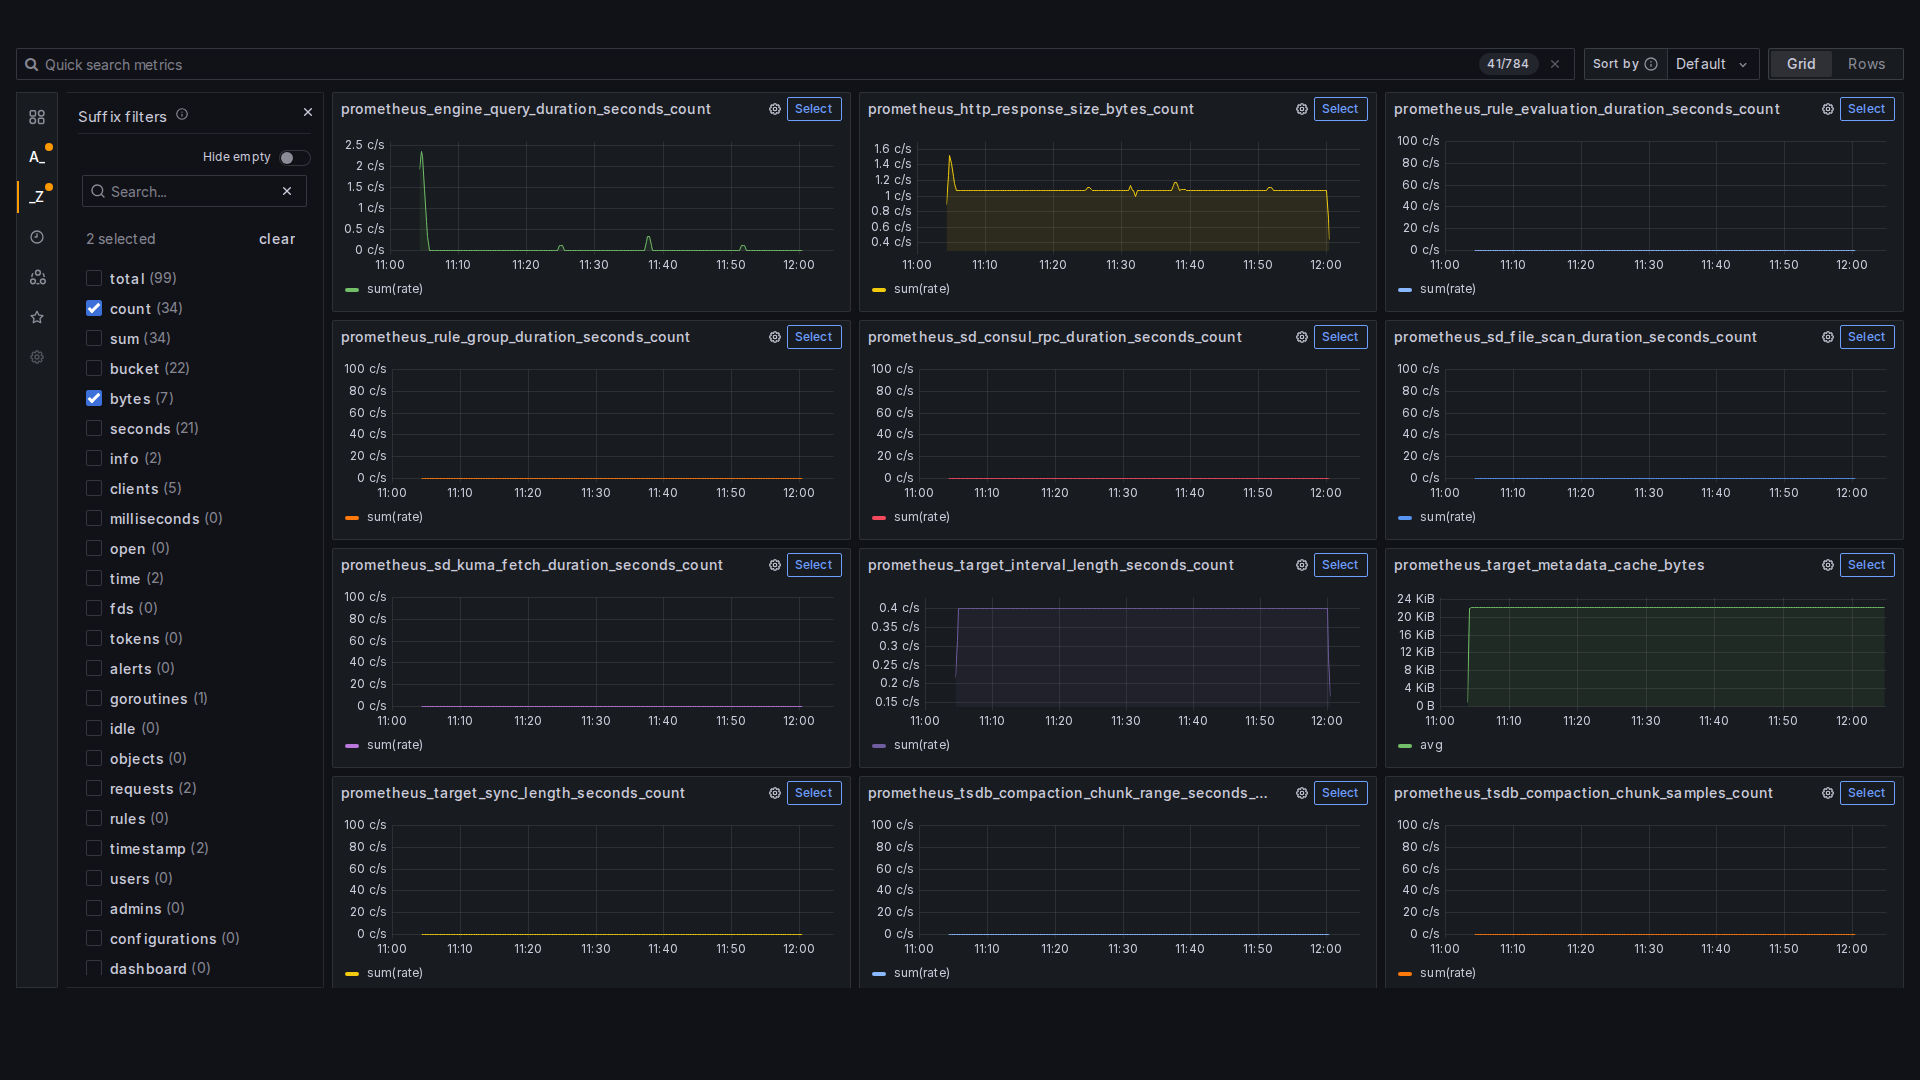 Quick search metrics
41/784
Sort by
Default
Grid
Rows
Suffix filters
Hide empty
Search...
2 selected
clear
total (99)
count (34)
sum (34)
bucket (22)
bytes (7)
seconds (21)
info (2)
clients (5)
milliseconds (0)
open (0)
time (2)
fds (0)
tokens (0)
alerts (0)
goroutines (1)
idle (0)
objects (0)
requests (2)
rules (0)
timestamp (2)
users (0)
admins (0)
configurations (0)
dashboard (0)
A_
_Z
prometheus_engine_query_duration_seconds_count
Select
2.5 c/s
2 c/s
1.5 c/s
1 c/s
0.5 c/s
0 c/s
11:00 11:10 11:20 11:30 11:40 11:50 12:00
sum(rate)
prometheus_http_response_size_bytes_count
Select
1.6 c/s
1.4 c/s
1.2 c/s
1 c/s
0.8 c/s
0.6 c/s
0.4 c/s
11:00 11:10 11:20 11:30 11:40 11:50 12:00
sum(rate)
prometheus_rule_evaluation_duration_seconds_count
Select
100 c/s
80 c/s
60 c/s
40 c/s
20 c/s
0 c/s
11:00 11:10 11:20 11:30 11:40 11:50 12:00
sum(rate)
prometheus_rule_group_duration_seconds_count
Select
100 c/s
80 c/s
60 c/s
40 c/s
20 c/s
0 c/s
11:00 11:10 11:20 11:30 11:40 11:50 12:00
sum(rate)
prometheus_sd_consul_rpc_duration_seconds_count
Select
100 c/s
80 c/s
60 c/s
40 c/s
20 c/s
0 c/s
11:00 11:10 11:20 11:30 11:40 11:50 12:00
sum(rate)
prometheus_sd_file_scan_duration_seconds_count
Select
100 c/s
80 c/s
60 c/s
40 c/s
20 c/s
0 c/s
11:00 11:10 11:20 11:30 11:40 11:50 12:00
sum(rate)
prometheus_sd_kuma_fetch_duration_seconds_count
Select
100 c/s
80 c/s
60 c/s
40 c/s
20 c/s
0 c/s
11:00 11:10 11:20 11:30 11:40 11:50 12:00
sum(rate)
prometheus_target_interval_length_seconds_count
Select
0.4 c/s
0.35 c/s
0.3 c/s
0.25 c/s
0.2 c/s
0.15 c/s
11:00 11:10 11:20 11:30 11:40 11:50 12:00
sum(rate)
prometheus_target_metadata_cache_bytes
Select
24 KiB
20 KiB
16 KiB
12 KiB
8 KiB
4 KiB
0 B
11:00 11:10 11:20 11:30 11:40 11:50 12:00
avg
prometheus_target_sync_length_seconds_count
Select
100 c/s
80 c/s
60 c/s
40 c/s
20 c/s
0 c/s
11:00 11:10 11:20 11:30 11:40 11:50 12:00
sum(rate)
prometheus_tsdb_compaction_chunk_range_seconds_...
Select
100 c/s
80 c/s
60 c/s
40 c/s
20 c/s
0 c/s
11:00 11:10 11:20 11:30 11:40 11:50 12:00
sum(rate)
prometheus_tsdb_compaction_chunk_samples_count
Select
100 c/s
80 c/s
60 c/s
40 c/s
20 c/s
0 c/s
11:00 11:10 11:20 11:30 11:40 11:50 12:00
sum(rate)